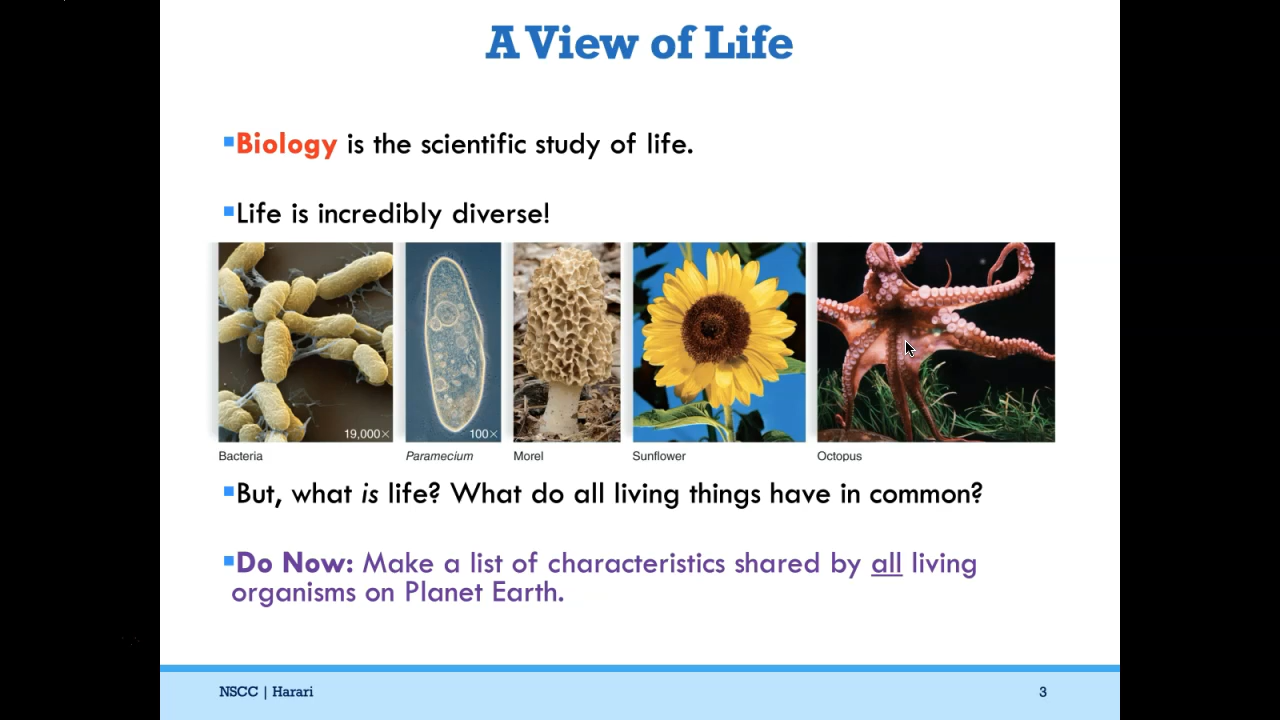 A View of Life
▪Biology is the scientific study of life.
▪Life is incredibly diverse!
19,000×
100×
Bacteria
Paramecium
Morel
Sunflower
Octopus
▪But, what is life? What do all living things have in common?
▪Do Now: Make a list of characteristics shared by all living
organisms on Planet Earth.
NSCC | Harari
3